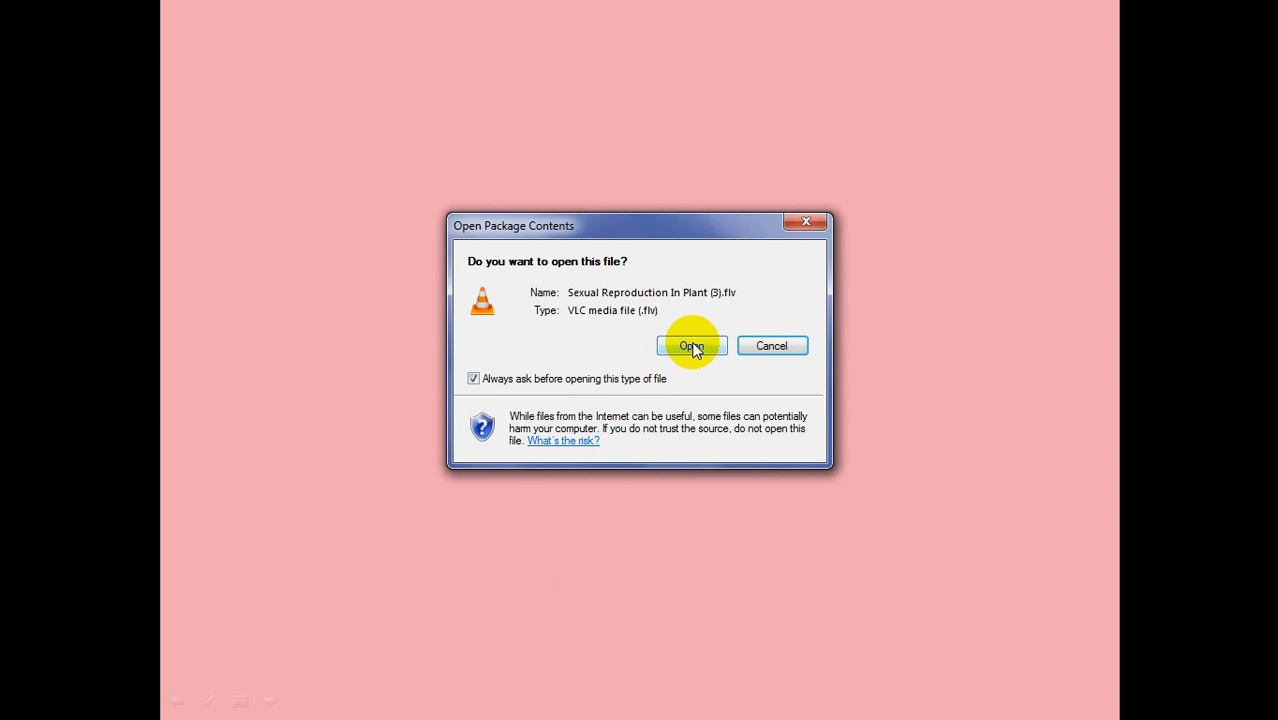 Open Package Contents
Do you want to open this file?
Name: Sexual Reproduction In Plant (3).flv
Type: VLC media file (.flv)
Open Cancel
Always ask before opening this type of file
While files from the Internet can be useful, some files can potentially
harm your computer. If you do not trust the source, do not open this
file. What's the risk?